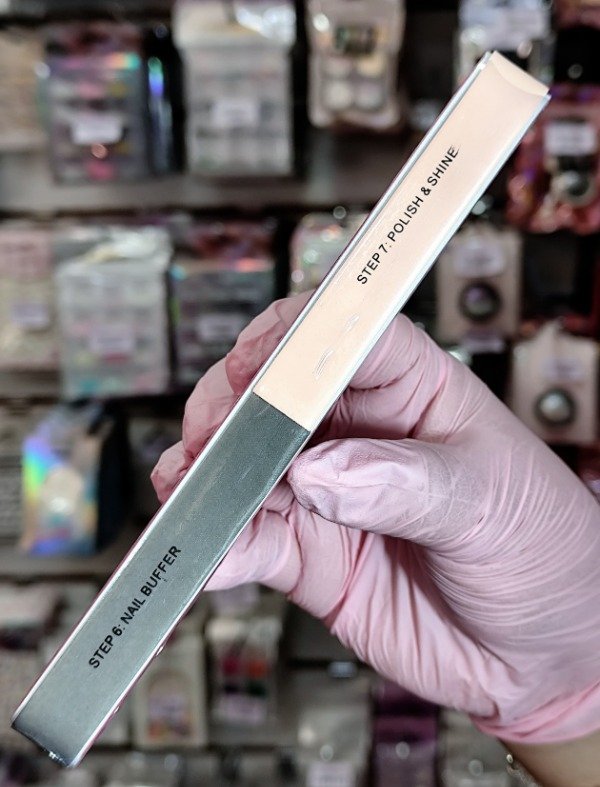 STEP 7: POLISH & SHINE
STEP 6: NAIL BUFFER